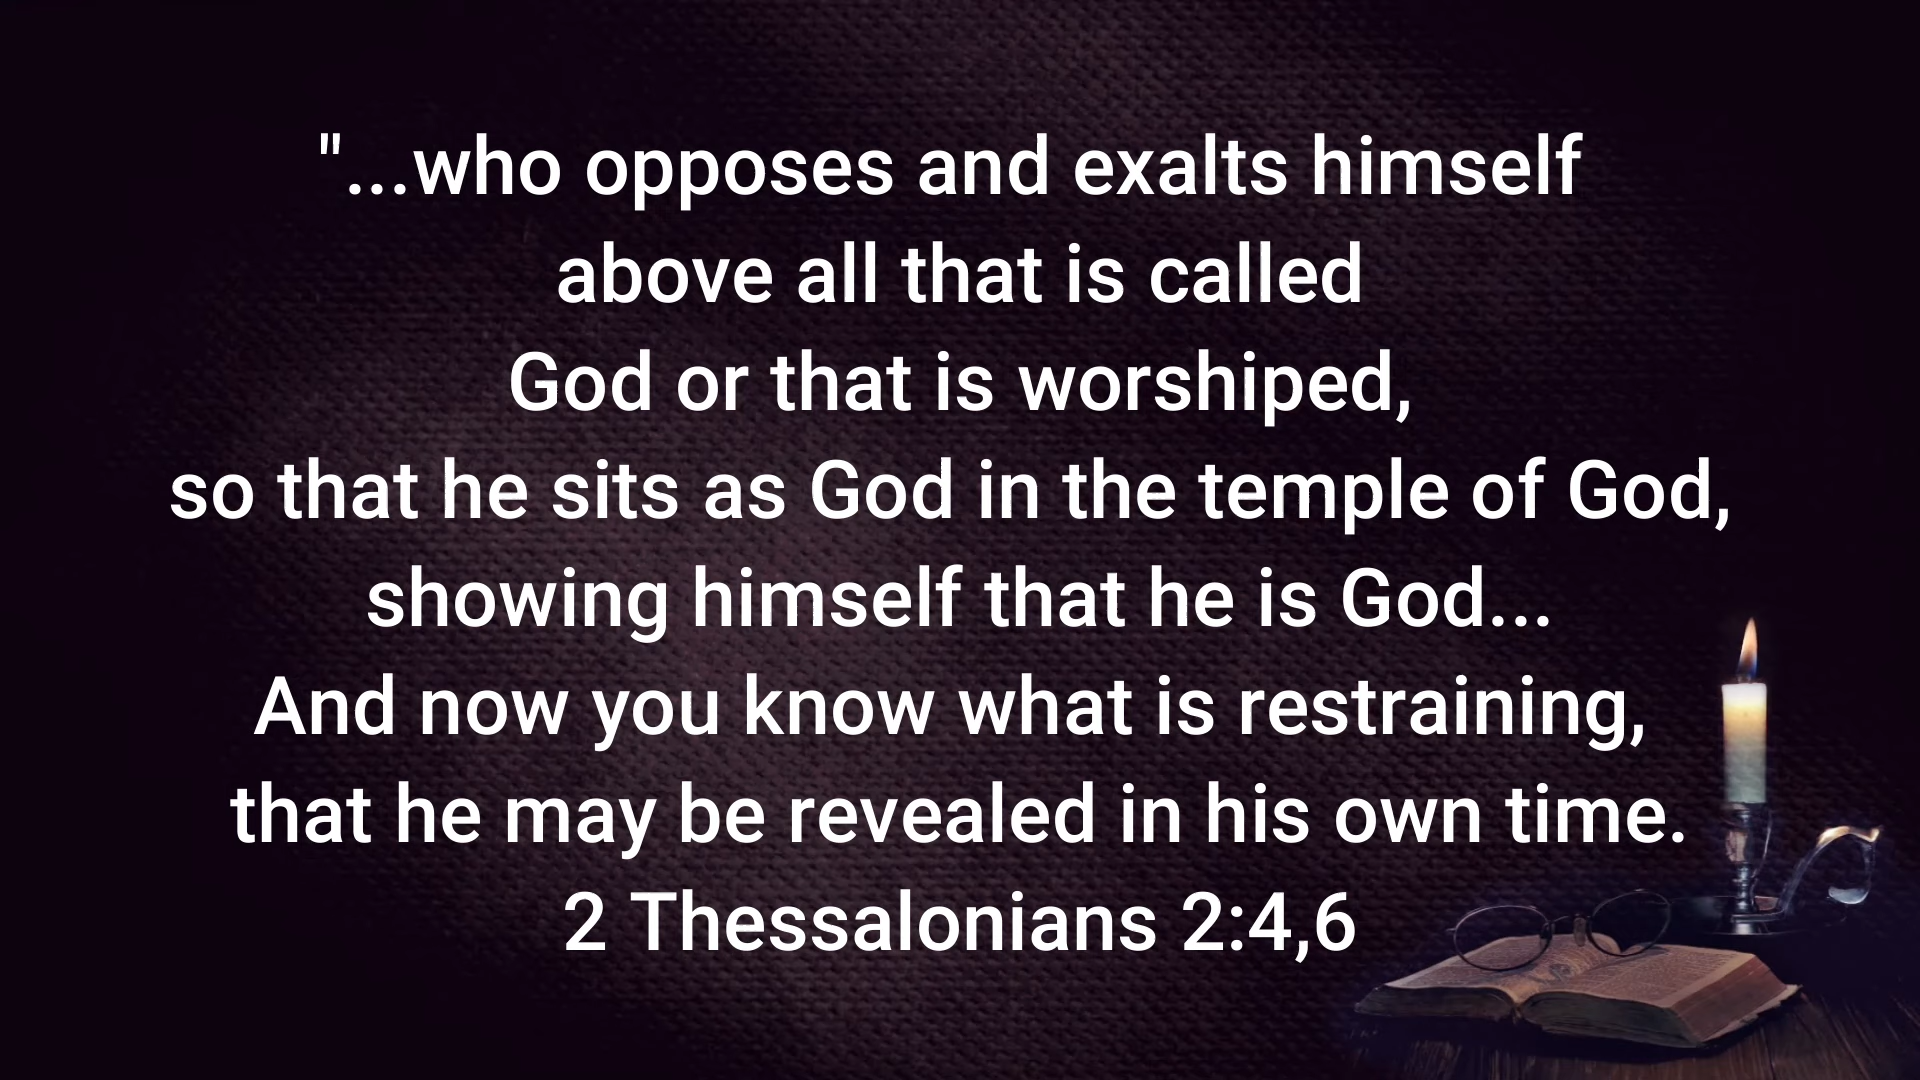 "...who opposes and exalts himself
above all that is called
God or that is worshiped,
so that he sits as God in the temple of God,
showing himself that he is God...
And now you know what is restraining,
that he may be revealed in his own time.
2 Thessalonians 2:4,6